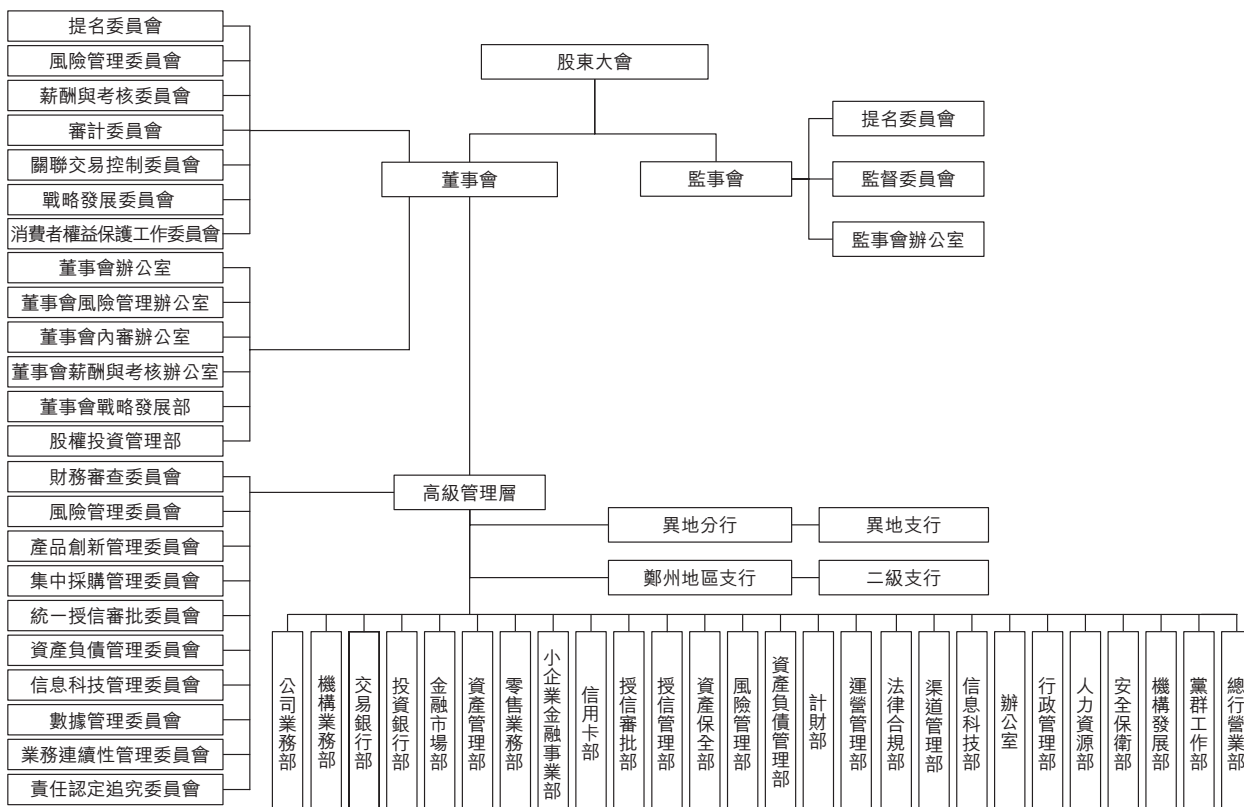 提名委員會
風險管理委員會
薪酬與考核委員會
審計委員會
關聯交易控制委員會
戰略發展委員會
消費者權益保護工作委員會
董事會辦公室
董事會風險管理辦公室
董事會內審辦公室
董事會薪酬與考核辦公室
董事會戰略發展部
股權投資管理部
財務審查委員會
風險管理委員會
產品創新管理委員會
集中採購管理委員會
統一授信審批委員會
資產負債管理委員會
信息科技管理委員會
數據管理委員會
業務連續性管理委員會
責任認定追究委員會
股東大會
董事會
監事會
提名委員會
監督委員會
監事會辦公室
高級管理層
異地分行
異地支行
鄭州地區支行
二級支行
公司業務部
機構業務部
交易銀行部
投資銀行部
金融市場部
資產管理部
零售業務部
小企業金融事業部
信用卡部
授信審批部
授信管理部
資產保全部
風險管理部
資產負債管理部
計財部
運營管理部
法律合規部
渠道管理部
信息科技部
辦公室
行政管理部
人力資源部
安全保衛部
機構發展部
黨群工作部
總行營業部